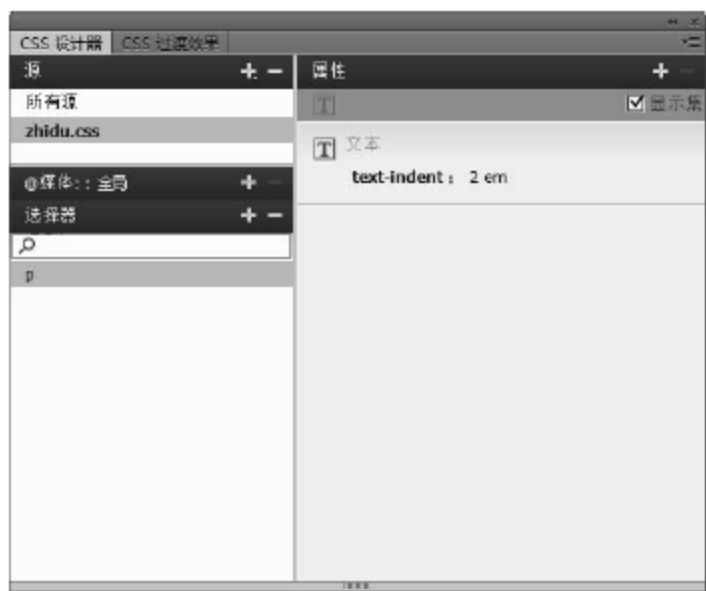 CSS 设计器 CSS 过渡效果
源
所有源
zhidu.css
@媒体:: 全局
选择器
p
属性
显示集
T 文本
text-indent: 2 em